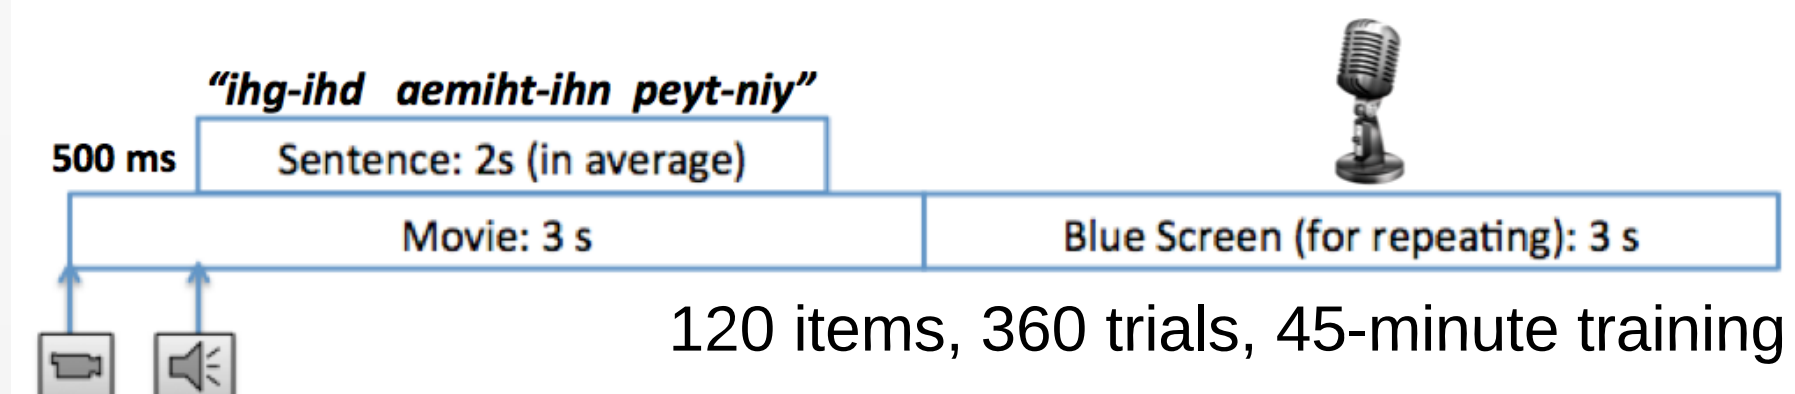 “ihg-ihd aemiht-ihn peyt-niy”
500 ms
Sentence: 2s (in average)
Movie: 3 s
Blue Screen (for repeating): 3 s
120 items, 360 trials, 45-minute training